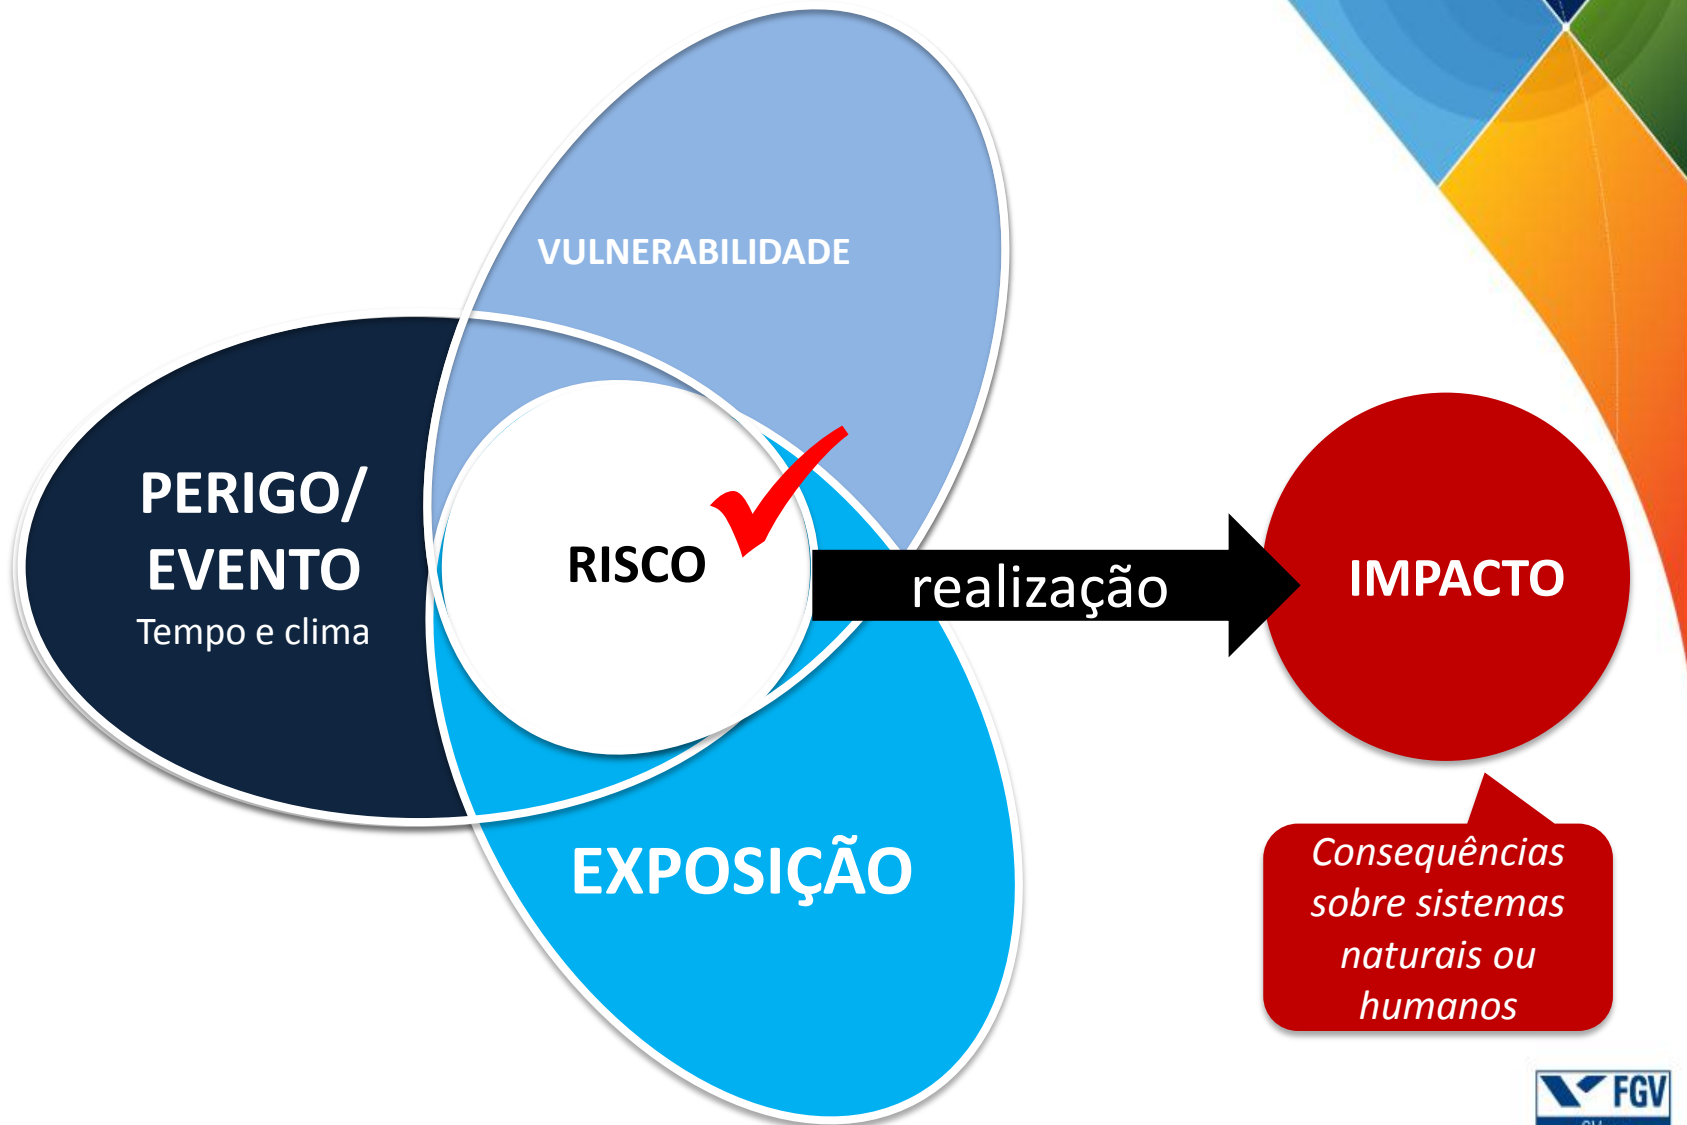 VULNERABILIDADE
PERIGO/
EVENTO
Tempo e clima
RISCO
realização
IMPACTO
EXPOSIÇÃO
Consequências
sobre sistemas
naturais ou
humanos
FGV